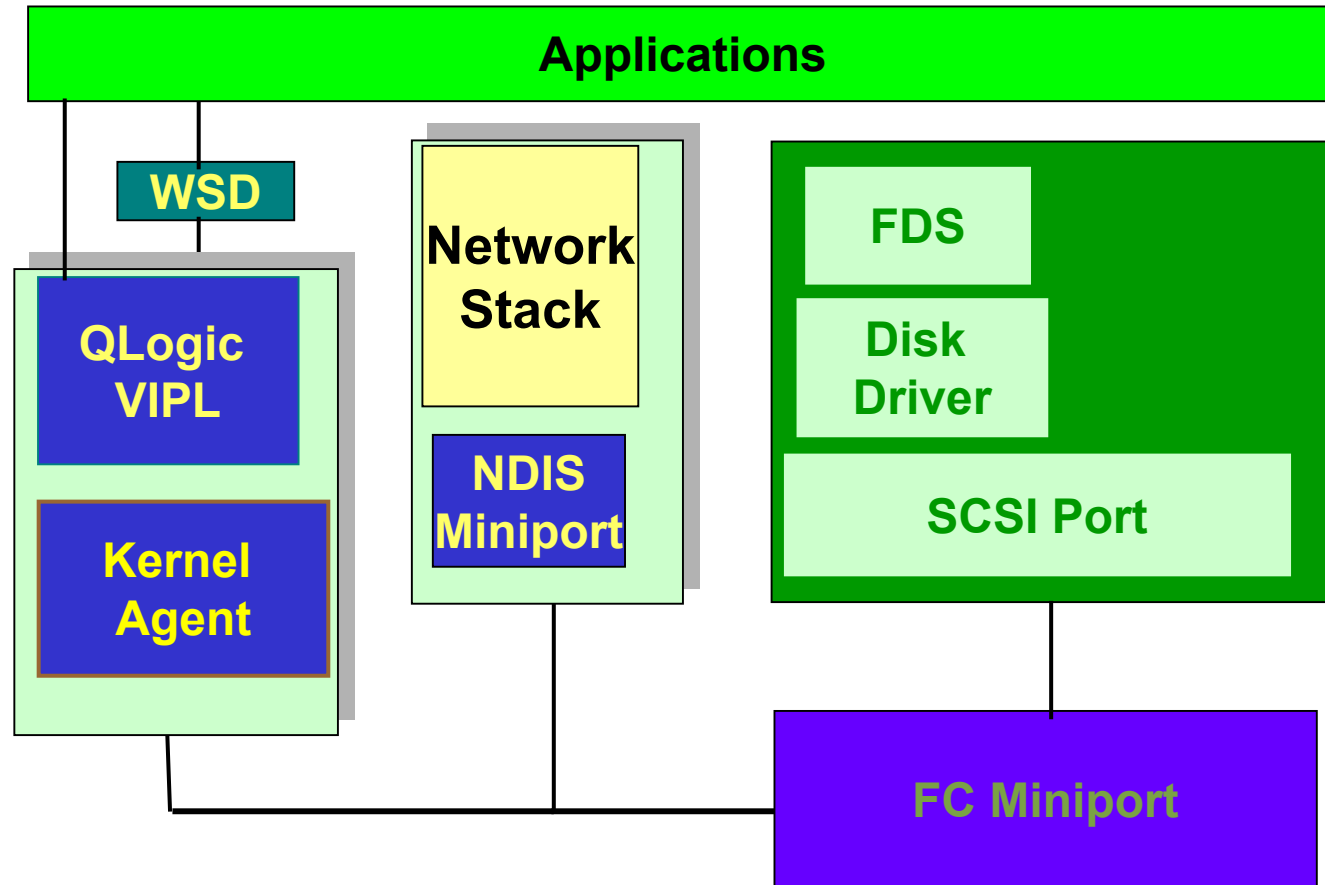 Applications
WSD
QLogic
VIPL
Kernel
Agent
Network
Stack
NDIS
Miniport
FDS
Disk
Driver
SCSI Port
FC Miniport